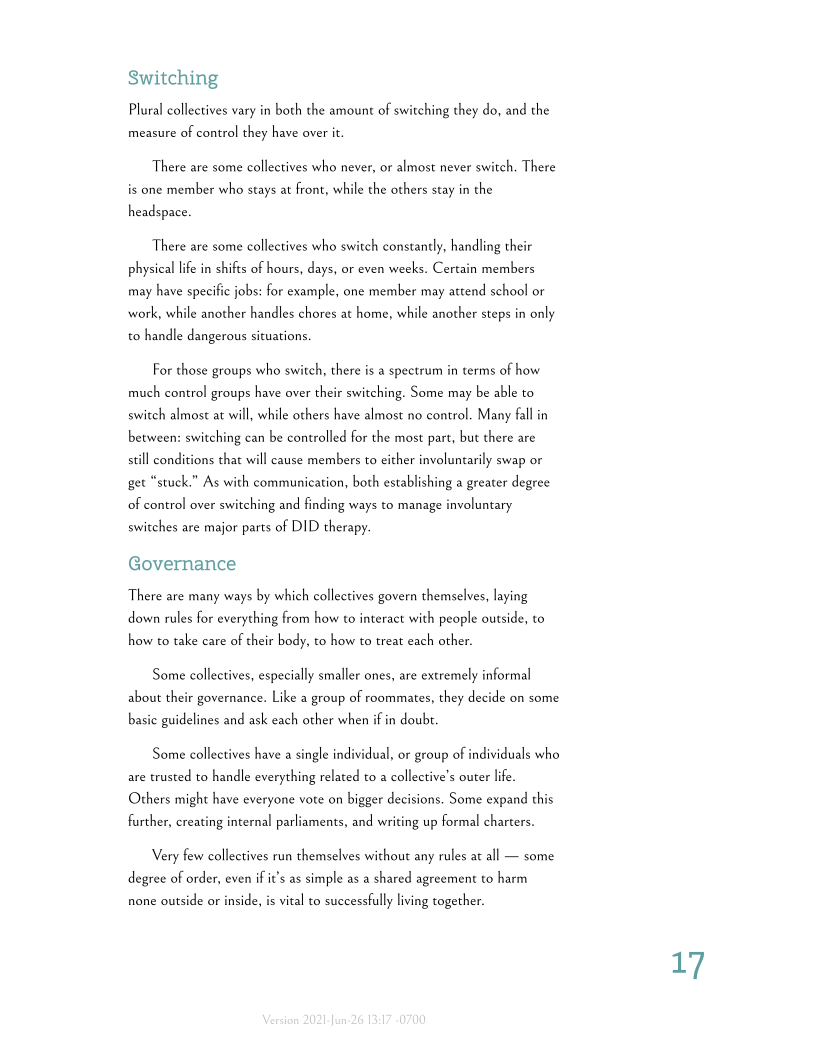 Switching
Plural collectives vary in both the amount of switching they do, and the
measure of control they have over it.
There are some collectives who never, or almost never switch. There
is one member who stays at front, while the others stay in the
headspace.
There are some collectives who switch constantly, handling their
physical life in shifts of hours, days, or even weeks. Certain members
may have specific jobs: for example, one member may attend school or
work, while another handles chores at home, while another steps in only
to handle dangerous situations.
For those groups who switch, there is a spectrum in terms of how
much control groups have over their switching. Some may be able to
switch almost at will, while others have almost no control. Many fall in
between: switching can be controlled for the most part, but there are
still conditions that will cause members to either involuntarily swap or
get “stuck.” As with communication, both establishing a greater degree
of control over switching and finding ways to manage involuntary
switches are major parts of DID therapy.
Governance
There are many ways by which collectives govern themselves, laying
down rules for everything from how to interact with people outside, to
how to take care of their body, to how to treat each other.
Some collectives, especially smaller ones, are extremely informal
about their governance. Like a group of roommates, they decide on some
basic guidelines and ask each other when if in doubt.
Some collectives have a single individual, or group of individuals who
are trusted to handle everything related to a collective’s outer life.
Others might have everyone vote on bigger decisions. Some expand this
further, creating internal parliaments, and writing up formal charters.
Very few collectives run themselves without any rules at all — some
degree of order, even if it’s as simple as a shared agreement to harm
none outside or inside, is vital to successfully living together.
17
Version 2021-Jun-26 13:17 -0700